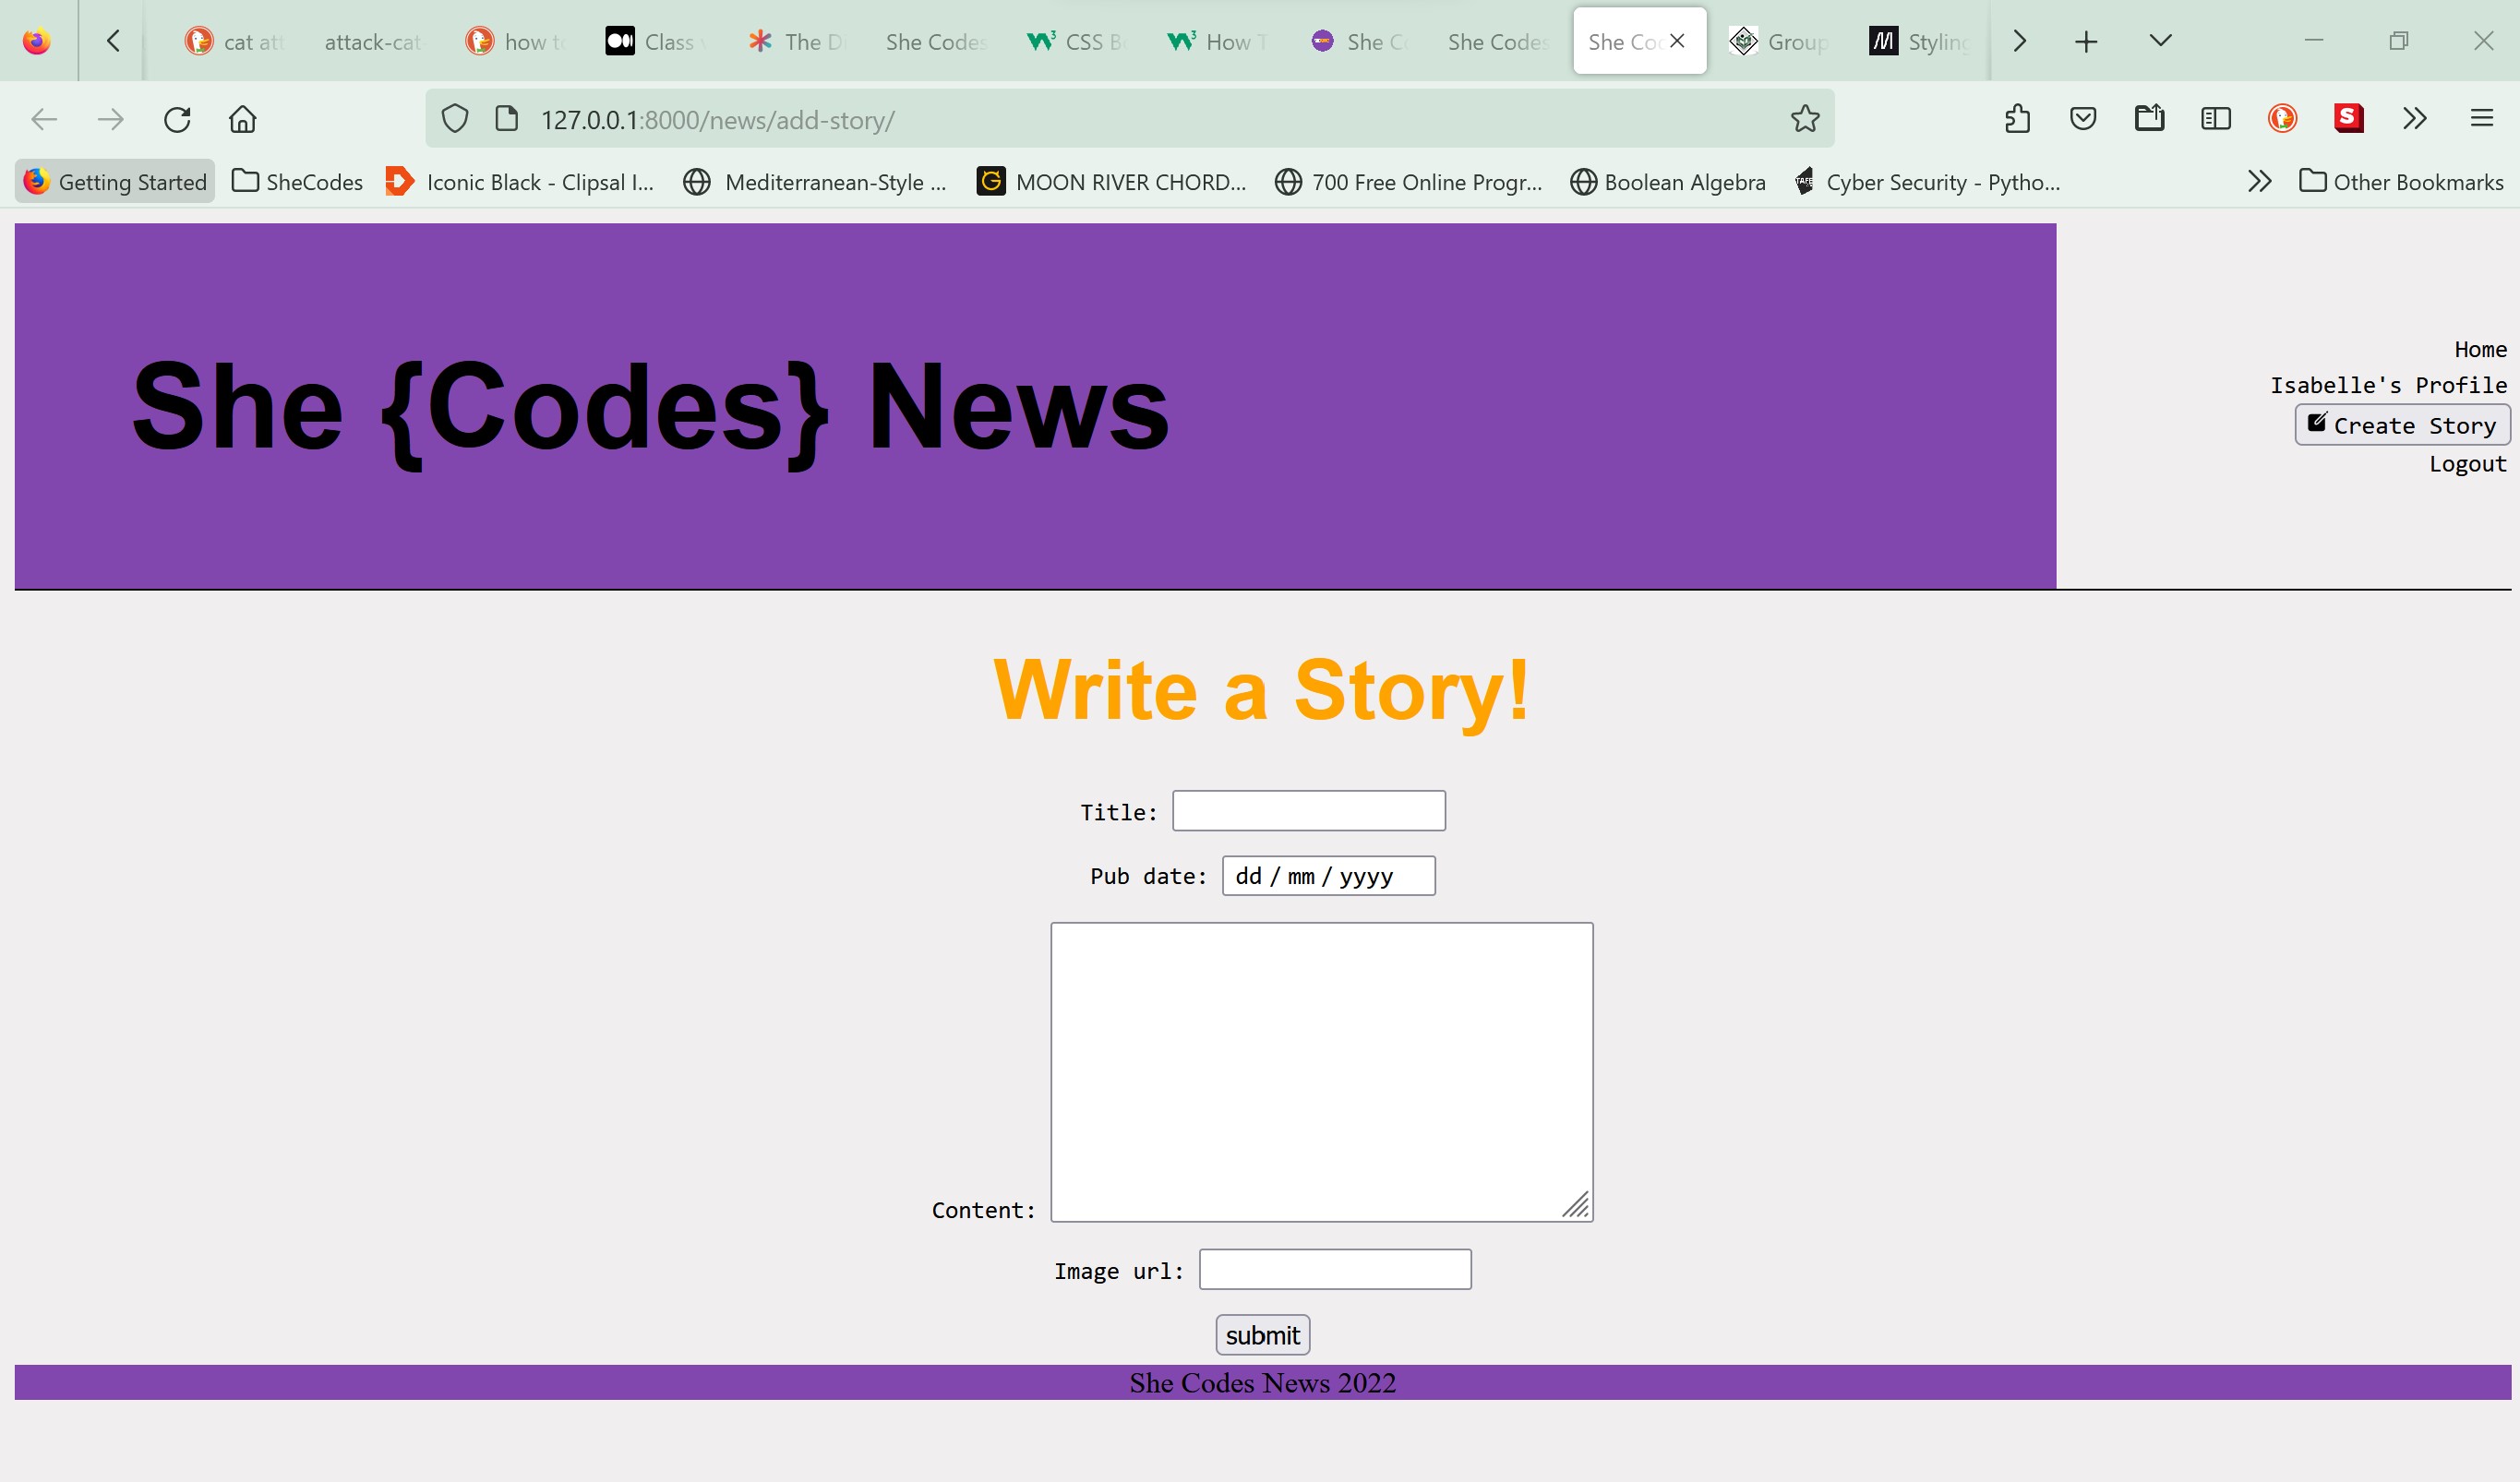 cat att attack-cat how to Class The D She Codes CSS B How T She C She Codes She Co Group Styling
127.0.0.1:8000/news/add-story/
Getting Started SheCodes Iconic Black - Clipsal I... Mediterranean-Style ... MOON RIVER CHORD... 700 Free Online Progr... Boolean Algebra Cyber Security - Pytho... Other Bookmarks
She {Codes} News
Home
Isabelle's Profile
Create Story
Logout
Write a Story!
Title:
Pub date: dd / mm / yyyy
Content:
Image url:
submit
She Codes News 2022